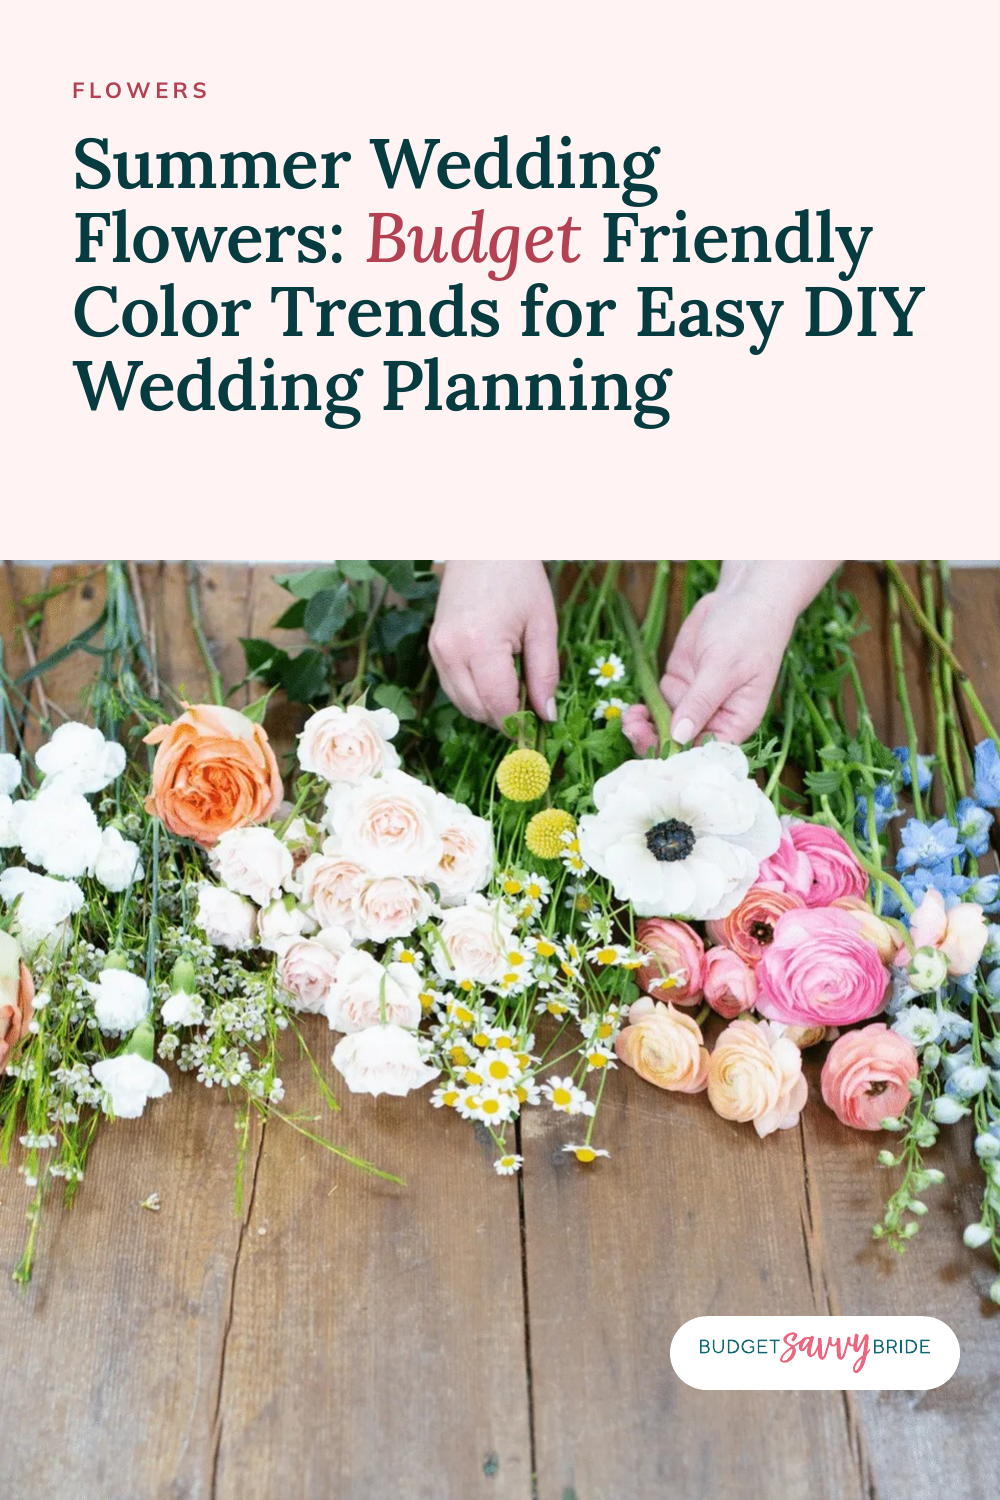 FLOWERS
Summer Wedding
Flowers: Budget Friendly
Color Trends for Easy DIY
Wedding Planning
BUDGET savvy BRIDE